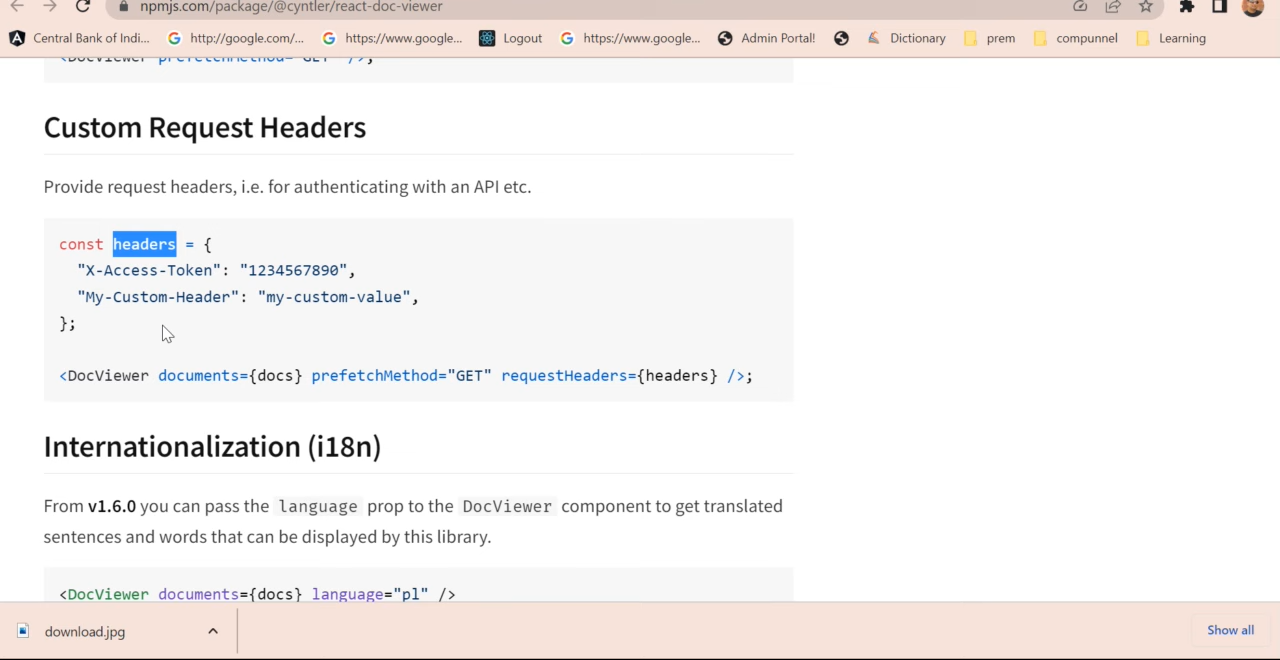 npmjs.com/package/@cyntler/react-doc-viewer
Central Bank of Indi... http://google.com/... https://www.google... Logout https://www.google... Admin Portal! Dictionary prem compunnel Learning
<DocViewer prefetchMethod="GET" />;
Custom Request Headers
Provide request headers, i.e. for authenticating with an API etc.
const headers = {
"X-Access-Token": "1234567890",
"My-Custom-Header": "my-custom-value",
};
<DocViewer documents={docs} prefetchMethod="GET" requestHeaders={headers} />;
Internationalization (i18n)
From v1.6.0 you can pass the language prop to the DocViewer component to get translated
sentences and words that can be displayed by this library.
<DocViewer documents={docs} language="pl" />
download.jpg
Show all